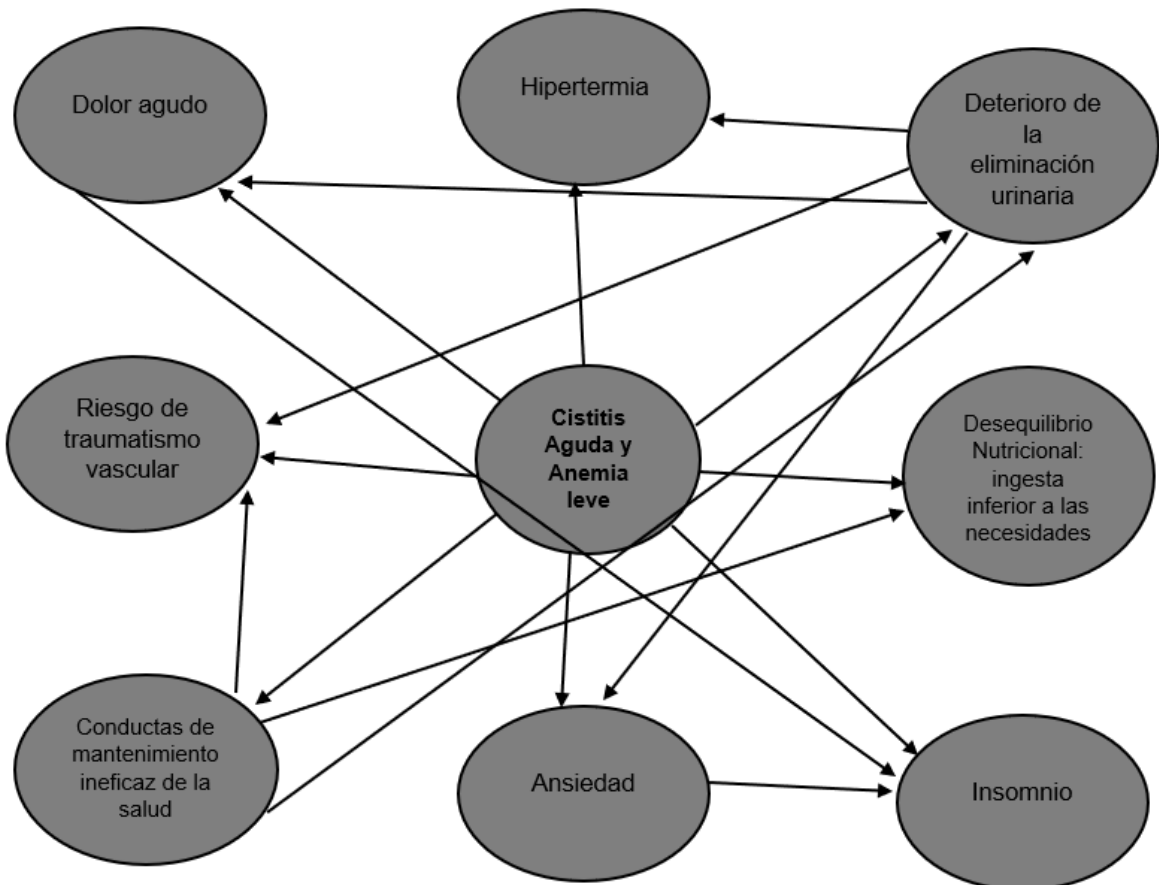 Dolor agudo
Hipertermia
Deterioro de
la
eliminación
urinaria
Riesgo de
traumatismo
vascular
Cistitis
Aguda y
Anemia
leve
Desequilibrio
Nutricional:
ingesta
inferior a las
necesidades
Conductas de
mantenimiento
ineficaz de la
salud
Ansiedad
Insomnio